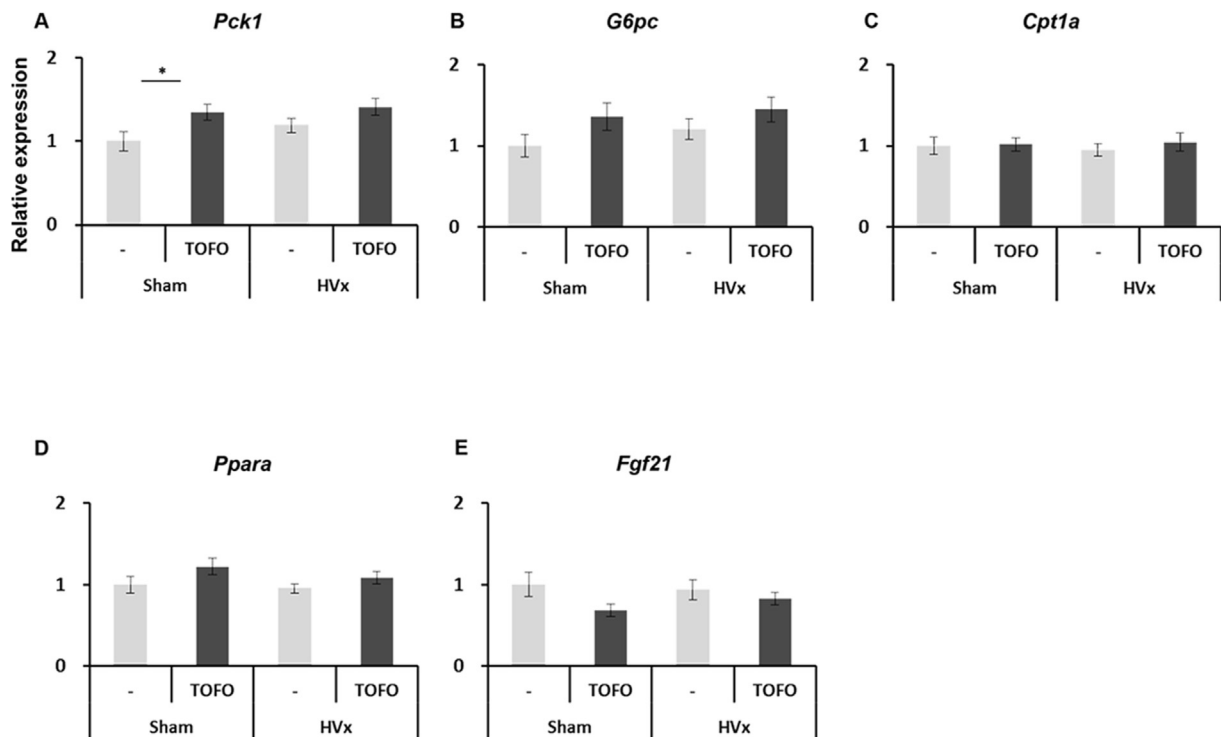 A
Pck1
Relative expression
2
*
1
0
- TOFO - TOFO
Sham HVx
B
G6pc
2
1
0
- TOFO - TOFO
Sham HVx
C
Cpt1a
2
1
0
- TOFO - TOFO
Sham HVx
D
Ppara
2
1
0
- TOFO - TOFO
Sham HVx
E
Fgf21
2
1
0
- TOFO - TOFO
Sham HVx